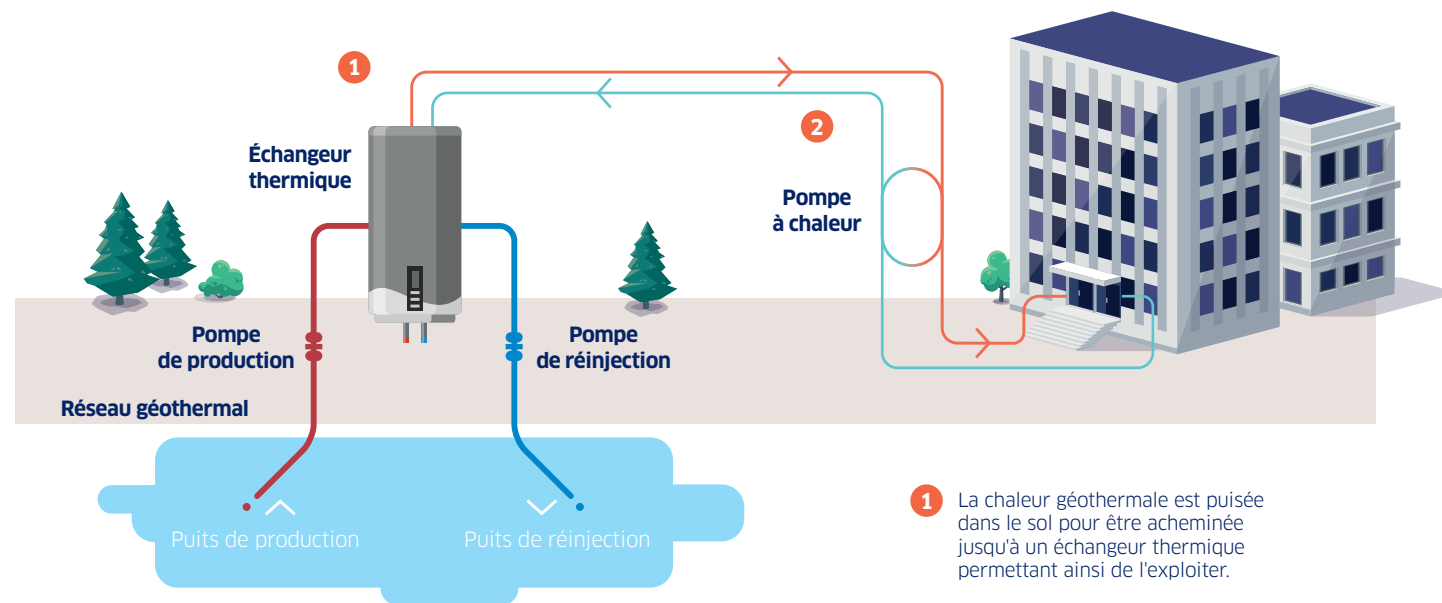 1
Échangeur
thermique
2
Pompe
à chaleur
Pompe
de production
Pompe
de réinjection
Réseau géothermal
Puits de production
Puits de réinjection
1
La chaleur géothermale est puisée
dans le sol pour être acheminée
jusqu'à un échangeur thermique
permettant ainsi de l'exploiter.